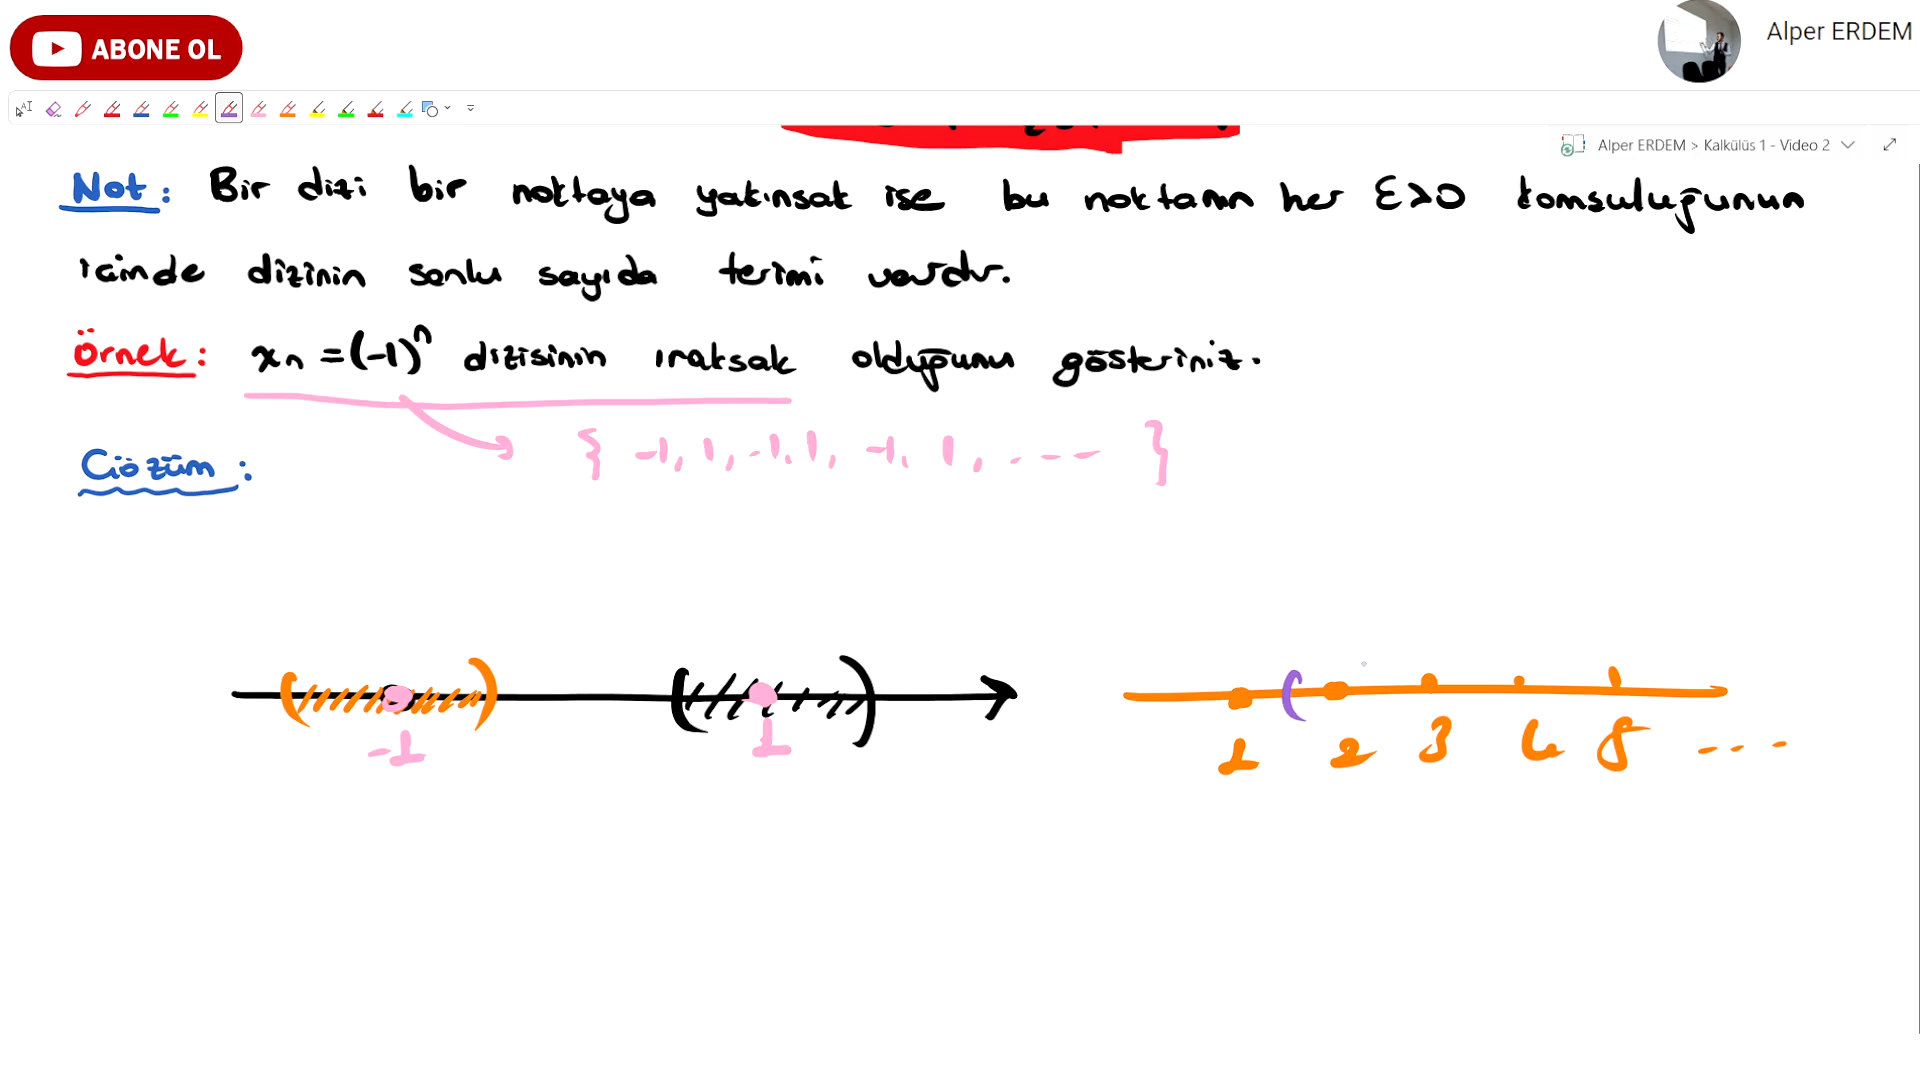 ABONE OL
Alper ERDEM
Alper ERDEM > Kalkülüs 1 - Video 2
Not: Bir dizi bir noktaya yakınsak ise bu noktanın her ε>0 komşuluğunun
içinde dizinin sonlu sayıda terimi vardır.
Örnek: xₙ = (-1)ⁿ dizisinin ıraksak olduğunu gösteriniz.
{ -1, 1, -1, 1, -1, 1, ... }
Çözüm:
-1 1
1 2 3 4 5 ...